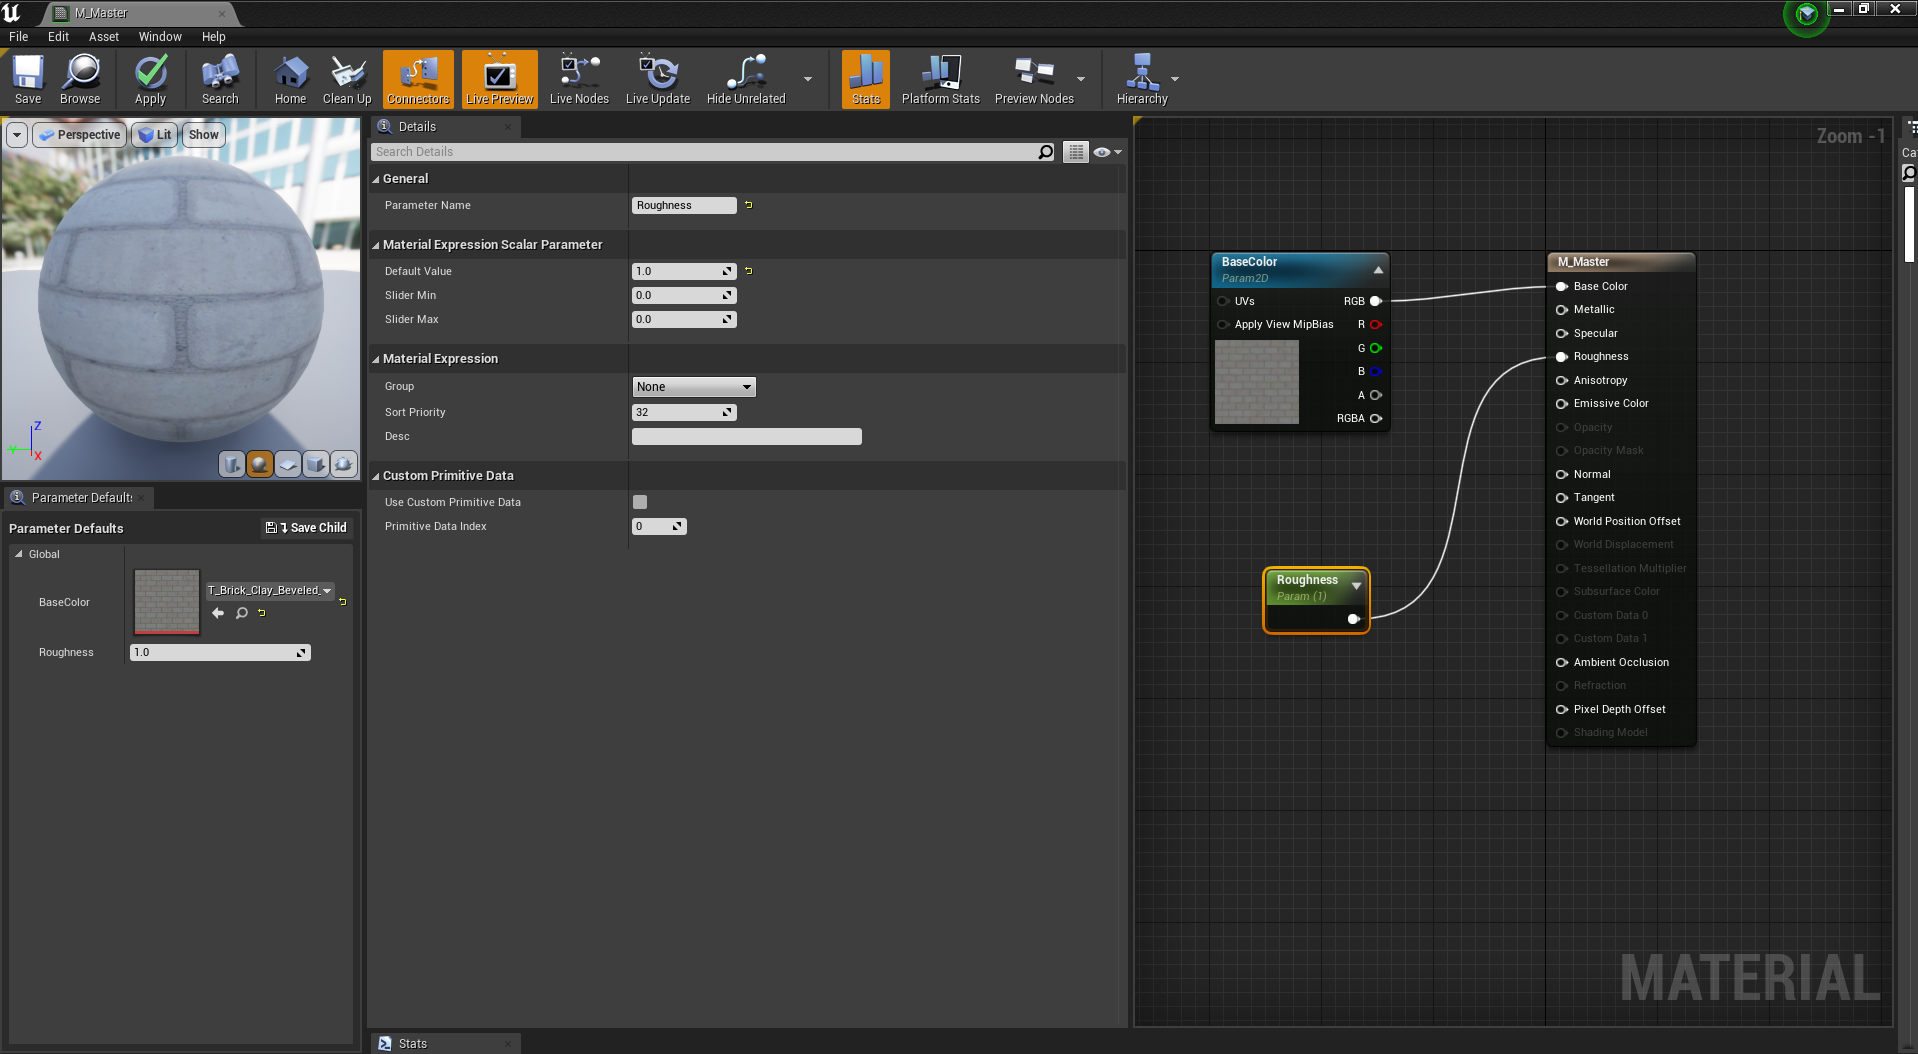 M_Master
File Edit Asset Window Help
Save Browse Apply Search Home Clean Up Connectors Live Preview Live Nodes Live Update Hide Unrelated Stats Platform Stats Preview Nodes Hierarchy
Perspective Lit Show
Z
Y
X
Parameter Defaults
Parameter Defaults Save Child
Global
BaseColor T_Brick_Clay_Beveled_
Roughness 1.0
Details
Search Details
General
Parameter Name Roughness
Material Expression Scalar Parameter
Default Value 1.0
Slider Min 0.0
Slider Max 0.0
Material Expression
Group None
Sort Priority 32
Desc
Custom Primitive Data
Use Custom Primitive Data
Primitive Data Index 0
Stats
Zoom -1
Ca
BaseColor
Param2D
UVs RGB
Apply View MipBias R
G
B
A
RGBA
Roughness
Param (1)
M_Master
Base Color
Metallic
Specular
Roughness
Anisotropy
Emissive Color
Opacity
Opacity Mask
Normal
Tangent
World Position Offset
World Displacement
Tessellation Multiplier
Subsurface Color
Custom Data 0
Custom Data 1
Ambient Occlusion
Refraction
Pixel Depth Offset
Shading Model
MATERIAL